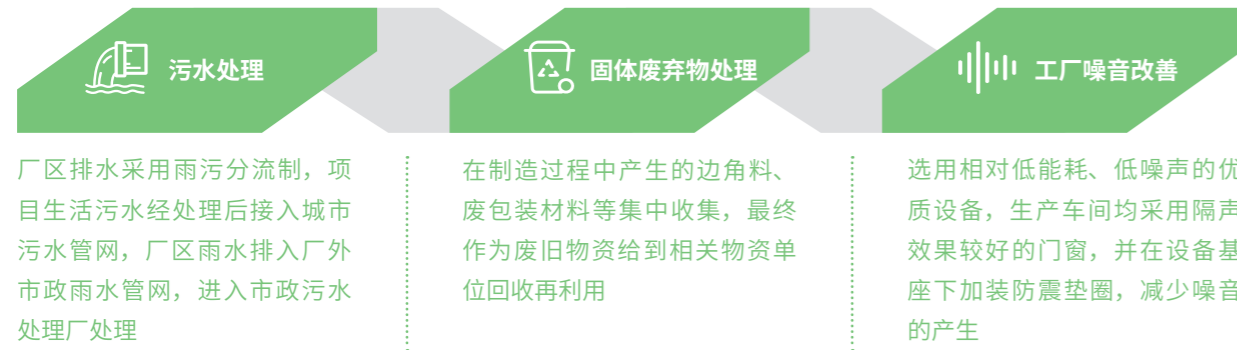 污水处理
厂区排水采用雨污分流制，项
目生活污水经处理后接入城市
污水管网，厂区雨水排入厂外
市政雨水管网，进入市政污水
处理厂处理
固体废弃物处理
在制造过程中产生的边角料、
废包装材料等集中收集，最终
作为废旧物资给到相关物资单
位回收再利用
工厂噪音改善
选用相对低能耗、低噪声的优
质设备，生产车间均采用隔声
效果较好的门窗，并在设备基
座下加装防震垫圈，减少噪音
的产生